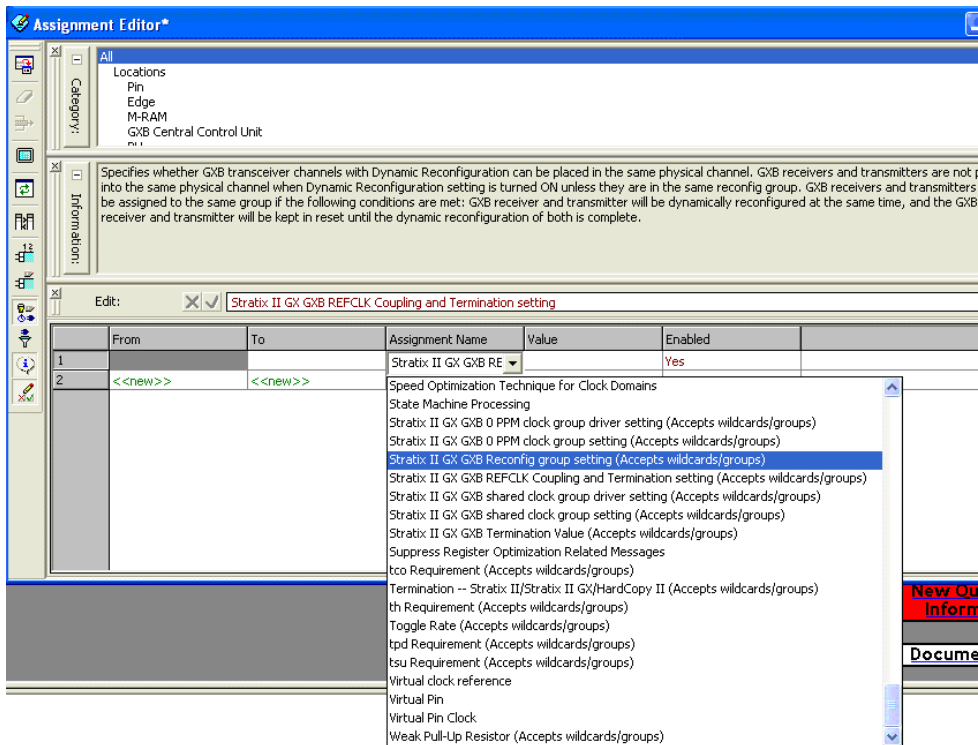 Assignment Editor*
Category:
All
Locations
Pin
Edge
M-RAM
GXB Central Control Unit
Information:
Specifies whether GXB transceiver channels with Dynamic Reconfiguration can be placed in the same physical channel. GXB receivers and transmitters are not p
into the same physical channel when Dynamic Reconfiguration setting is turned ON unless they are in the same reconfig group. GXB receivers and transmitters
be assigned to the same group if the following conditions are met: GXB receiver and transmitter will be dynamically reconfigured at the same time, and the GXB
receiver and transmitter will be kept in reset until the dynamic reconfiguration of both is complete.
Edit:
Stratix II GX GXB REFCLK Coupling and Termination setting
From To Assignment Name Value Enabled
1 Stratix II GX GXB RE Yes
2 <<new>> <<new>>
Speed Optimization Technique for Clock Domains
State Machine Processing
Stratix II GX GXB 0 PPM clock group driver setting (Accepts wildcards/groups)
Stratix II GX GXB 0 PPM clock group setting (Accepts wildcards/groups)
Stratix II GX GXB Reconfig group setting (Accepts wildcards/groups)
Stratix II GX GXB REFCLK Coupling and Termination setting (Accepts wildcards/groups)
Stratix II GX GXB shared clock group driver setting (Accepts wildcards/groups)
Stratix II GX GXB shared clock group setting (Accepts wildcards/groups)
Stratix II GX GXB Termination Value (Accepts wildcards/groups)
Suppress Register Optimization Related Messages
tco Requirement (Accepts wildcards/groups)
Termination -- Stratix II/Stratix II GX/HardCopy II (Accepts wildcards/groups)
th Requirement (Accepts wildcards/groups)
Toggle Rate (Accepts wildcards/groups)
tpd Requirement (Accepts wildcards/groups)
tsu Requirement (Accepts wildcards/groups)
Virtual clock reference
Virtual Pin
Virtual Pin Clock
Weak Pull-Up Resistor (Accepts wildcards/groups)
New Qu
Inform
Docume